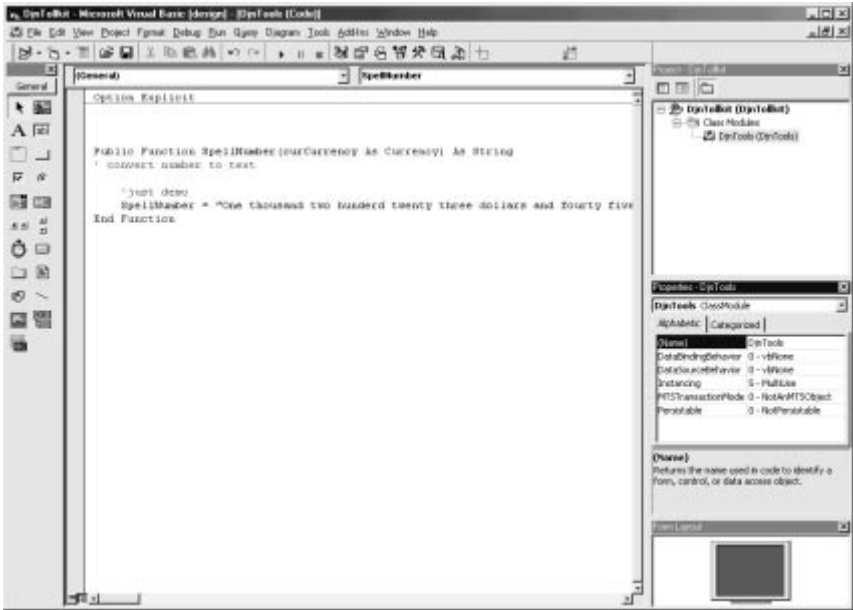 DjnTollkit - Microsoft Visual Basic [design] - [DjnTools (Code)]
File Edit View Project Format Debug Run Query Diagram Tools Add-Ins Window Help
General
(General)
SpellNumber
Option Explicit
Public Function SpellNumber(curCurrency As Currency) As String
' convert number to text
'just demo
SpellNumber = "One thousand two hunderd twenty three dollars and fourty five
End Function
Project - DjnTollkit
DjnTollkit (DjnTollkit)
Class Modules
DjnTools (DjnTools)
Properties - DjnTools
DjnTools ClassModule
Alphabetic Categorized
(Name) DjnTools
DataBindingBehavior 0 - vbNone
DataSourceBehavior 0 - vbNone
Instancing 5 - MultiUse
MTSTransactionMode 0 - NotAnMTSObject
Persistable 0 - NotPersistable
(Name)
Returns the name used in code to identify a
form, control, or data access object.
Form Layout